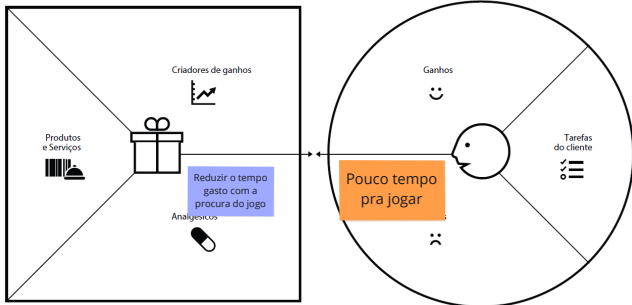 Criadores de ganhos
Produtos
e Serviços
Reduzir o tempo
gasto com a
procura do jogo
Analgésicos
Ganhos
Tarefas
do cliente
Pouco tempo
pra jogar